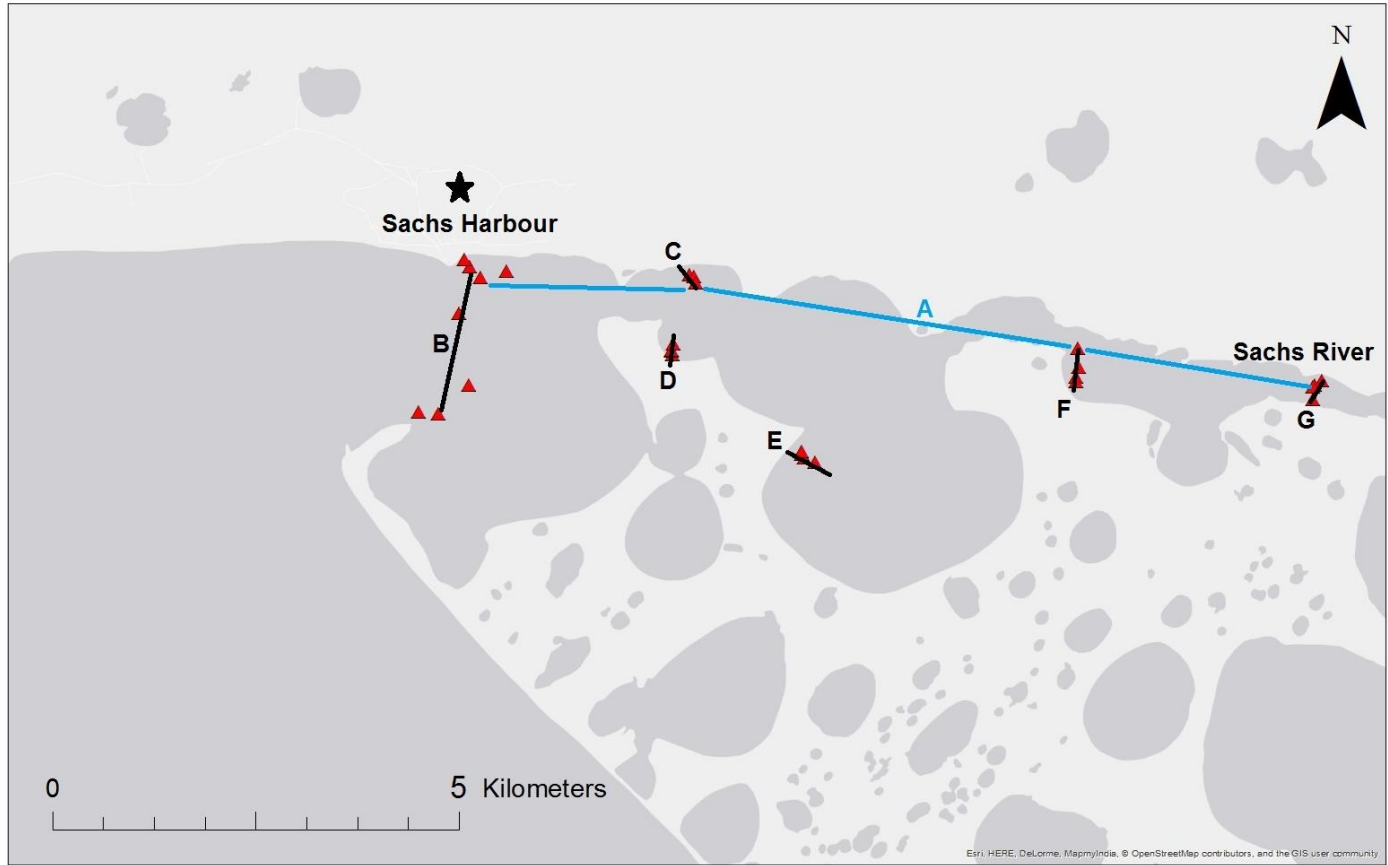 N
Sachs Harbour
C
A
B
Sachs River
D
F
G
E
0 5 Kilometers
Esri, HERE, DeLorme, MapmyIndia, © OpenStreetMap contributors, and the GIS user community